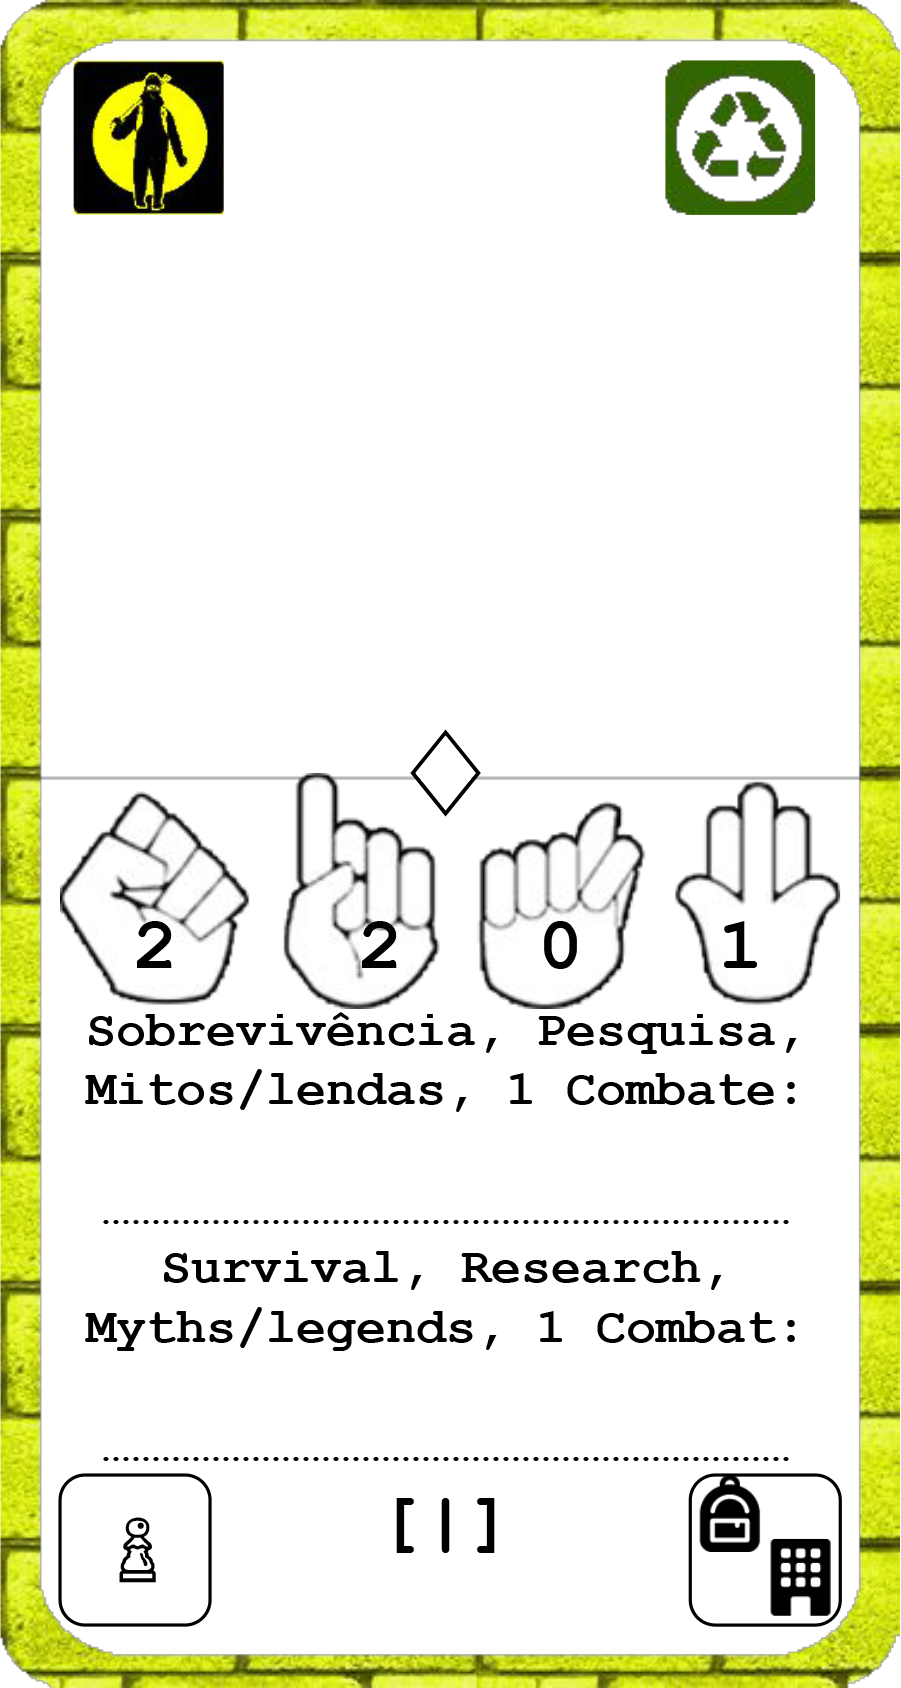 2 2 0 1
Sobrevivência, Pesquisa,
Mitos/lendas, 1 Combate:
Survival, Research,
Myths/legends, 1 Combat:
[|]